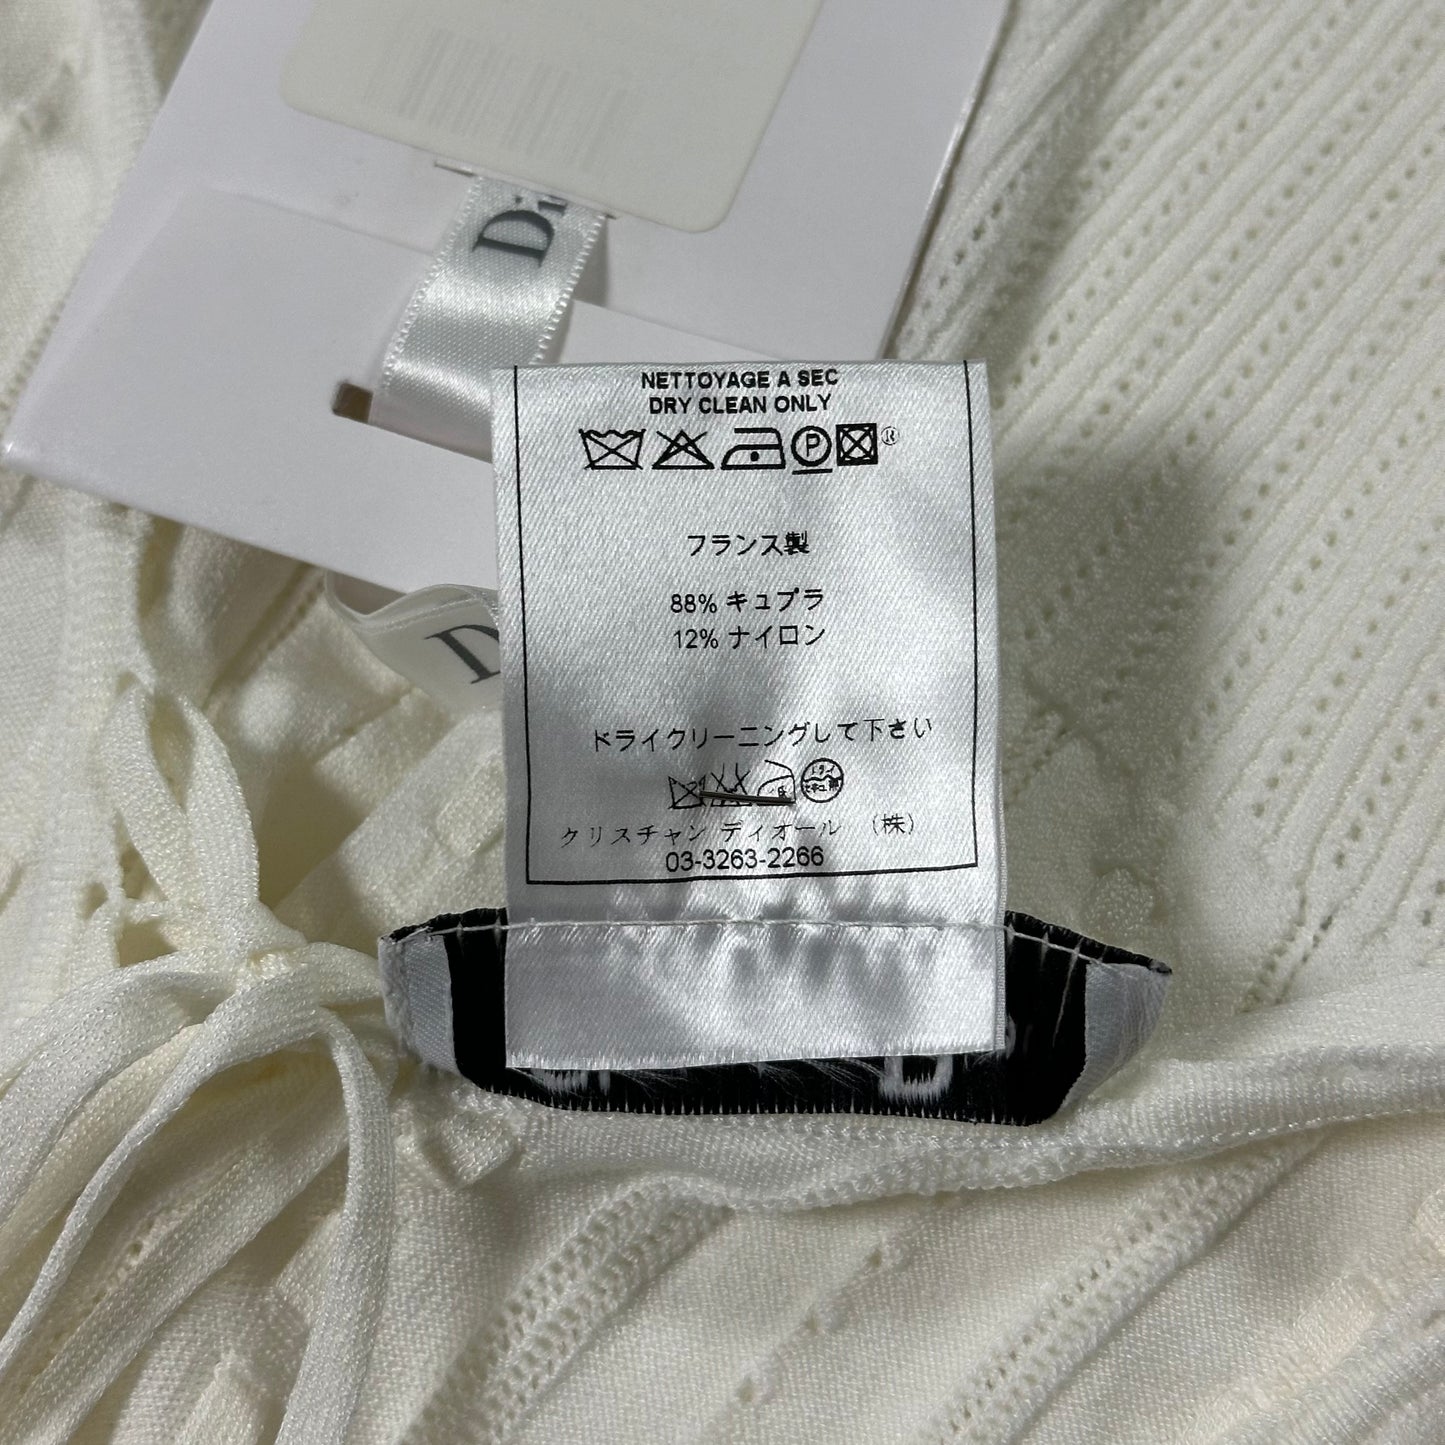 Dior
NETTOYAGE A SEC
DRY CLEAN ONLY
P
®
フランス製
88% キュプラ
12% ナイロン
ドライクリーニングして下さい
クリスチャン ディオール (株)
03-3263-2266
D